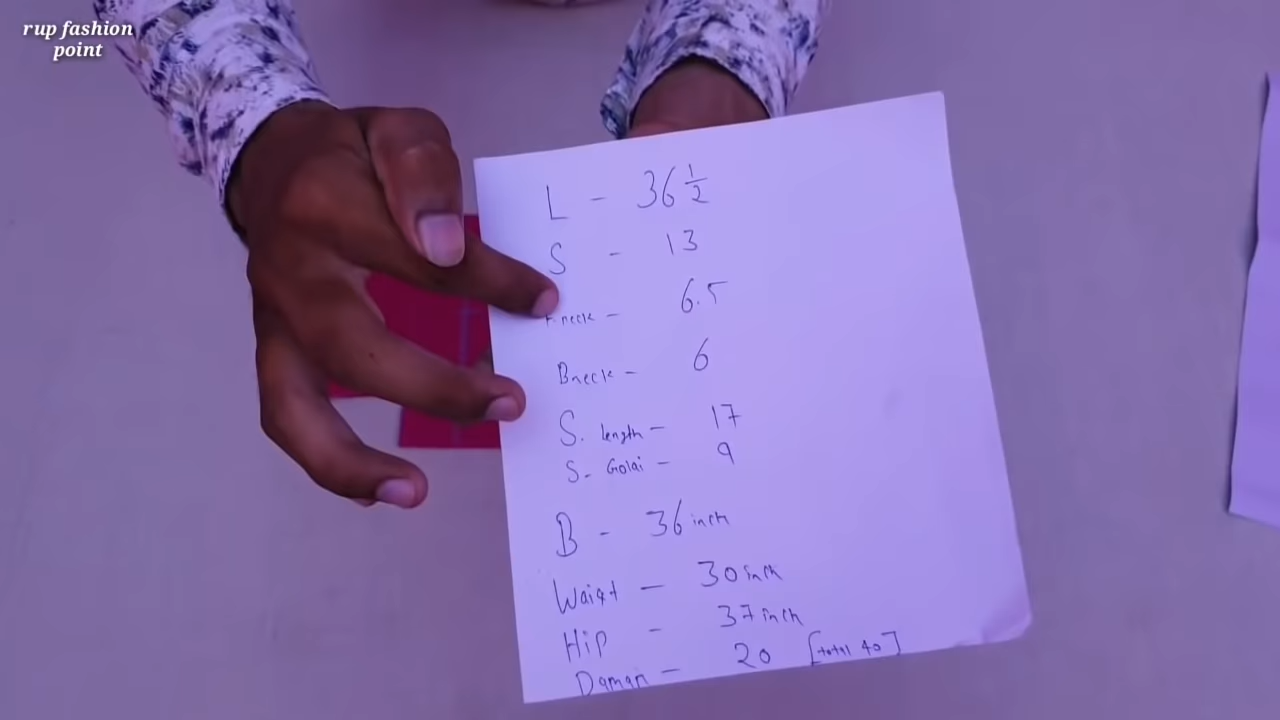 rup fashion
point
L - 36 1/2
S - 13
F. neck - 6.5
Bneck - 6
S. length - 17
S. Golai - 9
B - 36 inch
Waist - 30 inch
Hip - 37 inch
Daman - 20 [total 40]